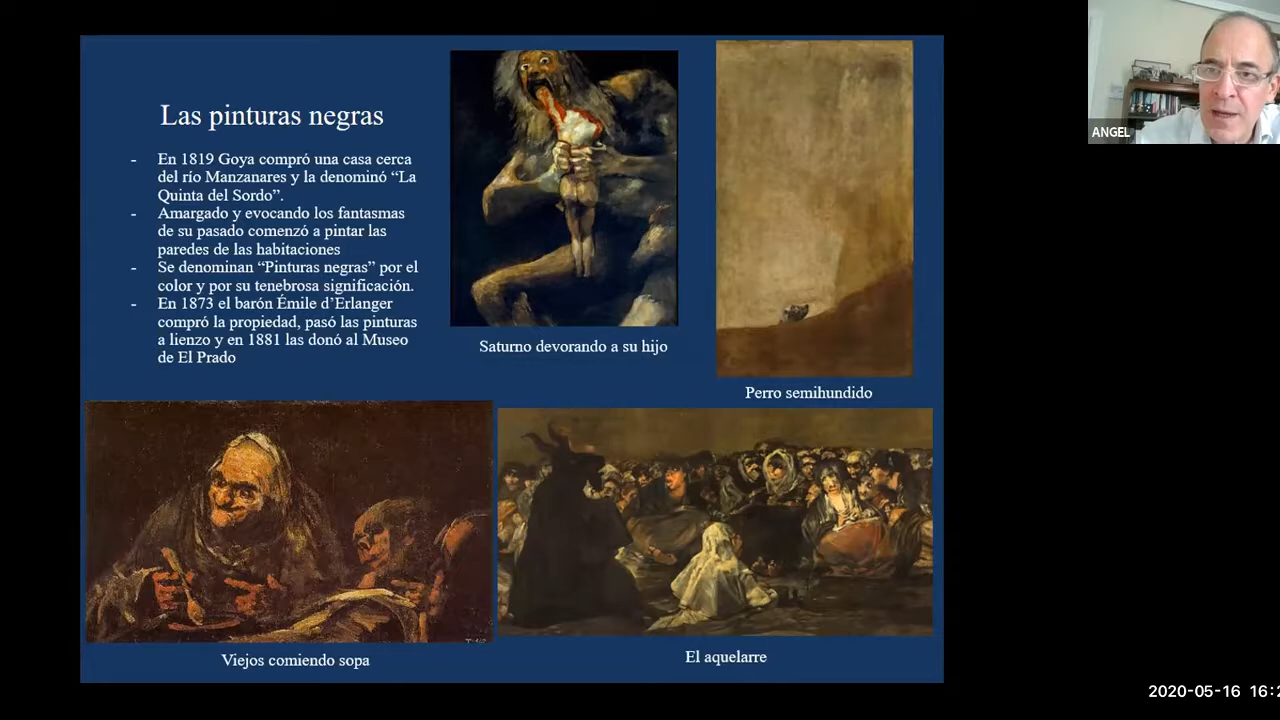 Las pinturas negras
- En 1819 Goya compró una casa cerca
del río Manzanares y la denominó “La
Quinta del Sordo”.
- Amargado y evocando los fantasmas
de su pasado comenzó a pintar las
paredes de las habitaciones
- Se denominan “Pinturas negras” por el
color y por su tenebrosa significación.
- En 1873 el barón Émile d’Erlanger
compró la propiedad, pasó las pinturas
a lienzo y en 1881 las donó al Museo
de El Prado
Saturno devorando a su hijo
Perro semihundido
Viejos comiendo sopa
El aquelarre
ANGEL
2020-05-16 16:2